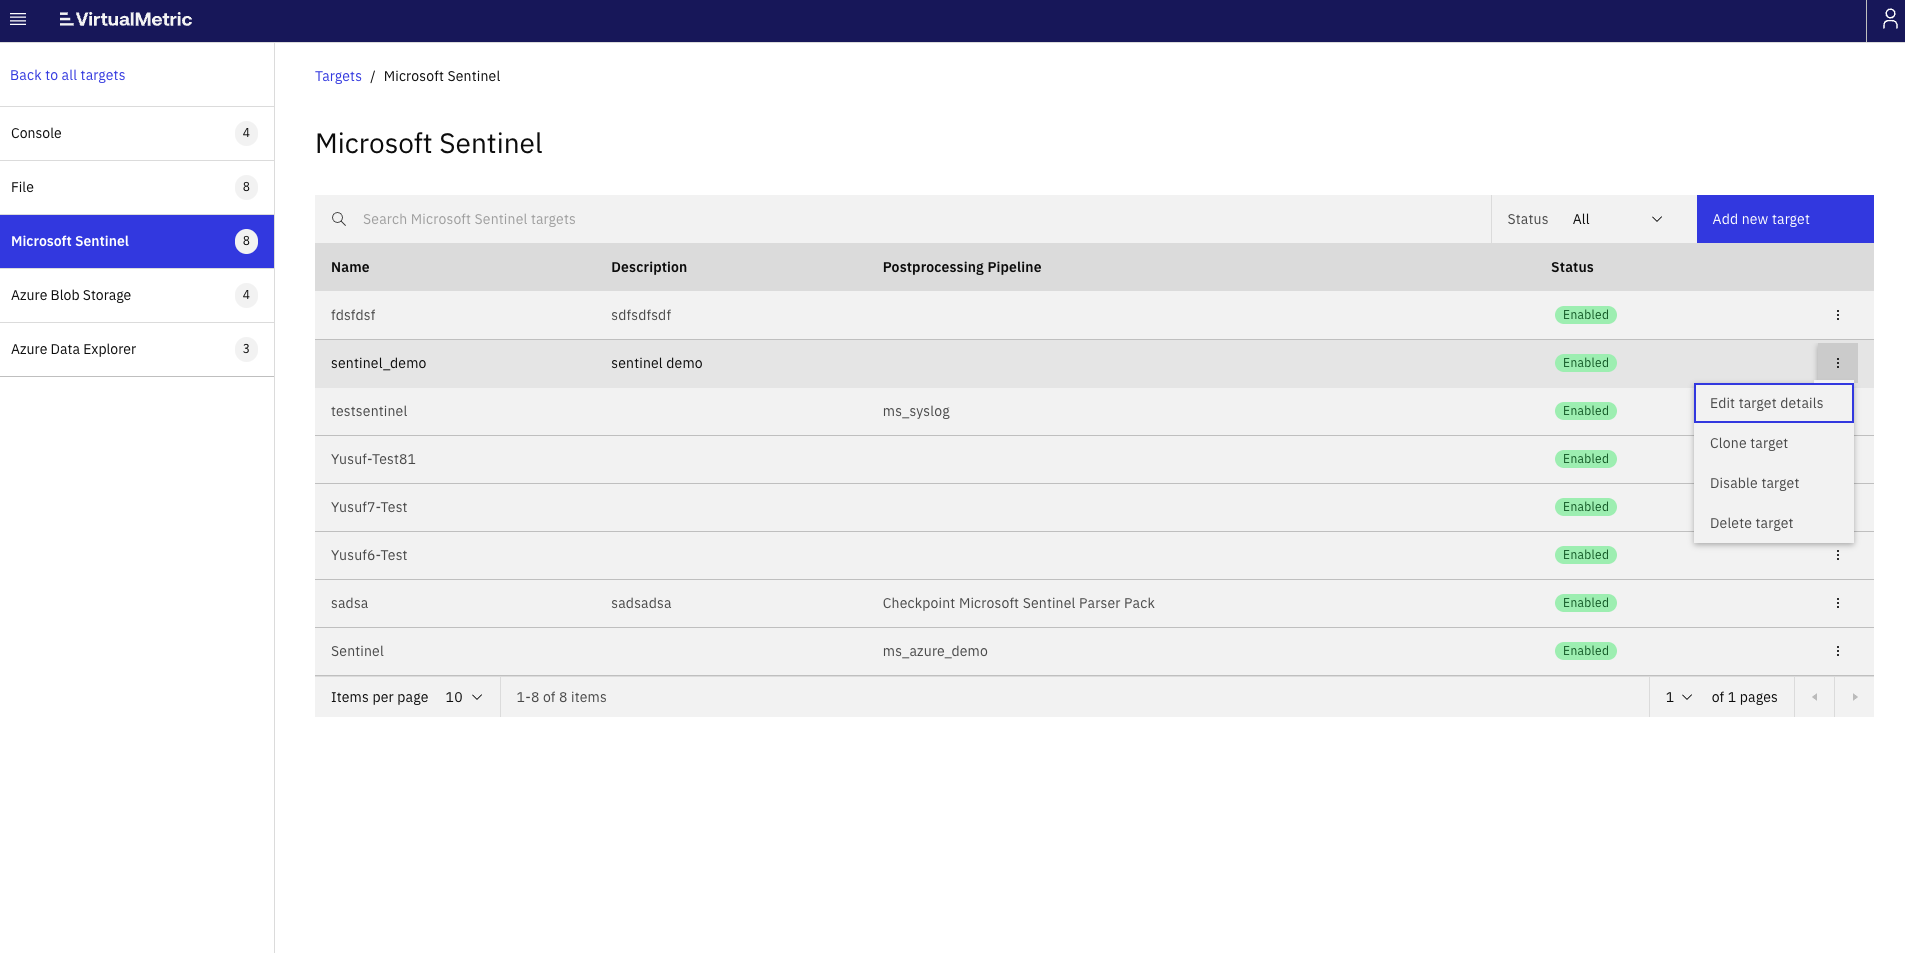 VirtualMetric
Back to all targets
Console 4
File 8
Microsoft Sentinel 8
Azure Blob Storage 4
Azure Data Explorer 3
Targets / Microsoft Sentinel
Microsoft Sentinel
Search Microsoft Sentinel targets Status All Add new target
Name Description Postprocessing Pipeline Status
fdsfdsf sdfsdfsdf Enabled
sentinel_demo sentinel demo Enabled
testsentinel ms_syslog Enabled
Yusuf-Test81 Enabled
Yusuf7-Test Enabled
Yusuf6-Test Enabled
sadsa sadsadsa Checkpoint Microsoft Sentinel Parser Pack Enabled
Sentinel ms_azure_demo Enabled
Edit target details
Clone target
Disable target
Delete target
Items per page 10 1-8 of 8 items 1 of 1 pages